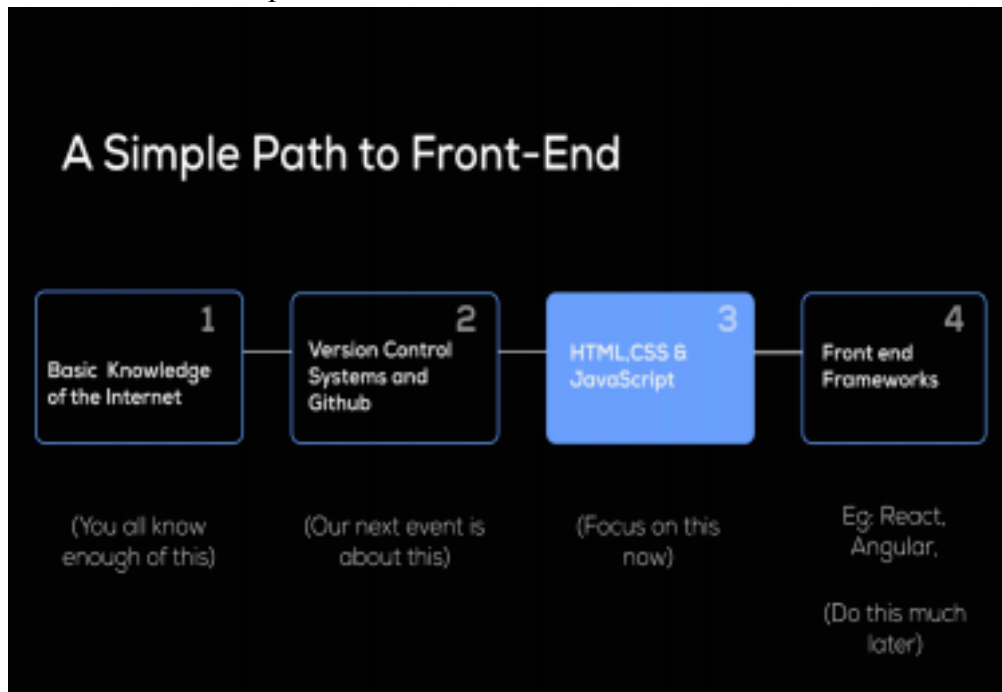 A Simple Path to Front-End
1
Basic Knowledge
of the Internet
(You all know
enough of this)
2
Version Control
Systems and
Github
(Our next event is
about this)
3
HTML,CSS &
JavaScript
(Focus on this
now)
4
Front end
Frameworks
Eg: React,
Angular,
(Do this much
later)